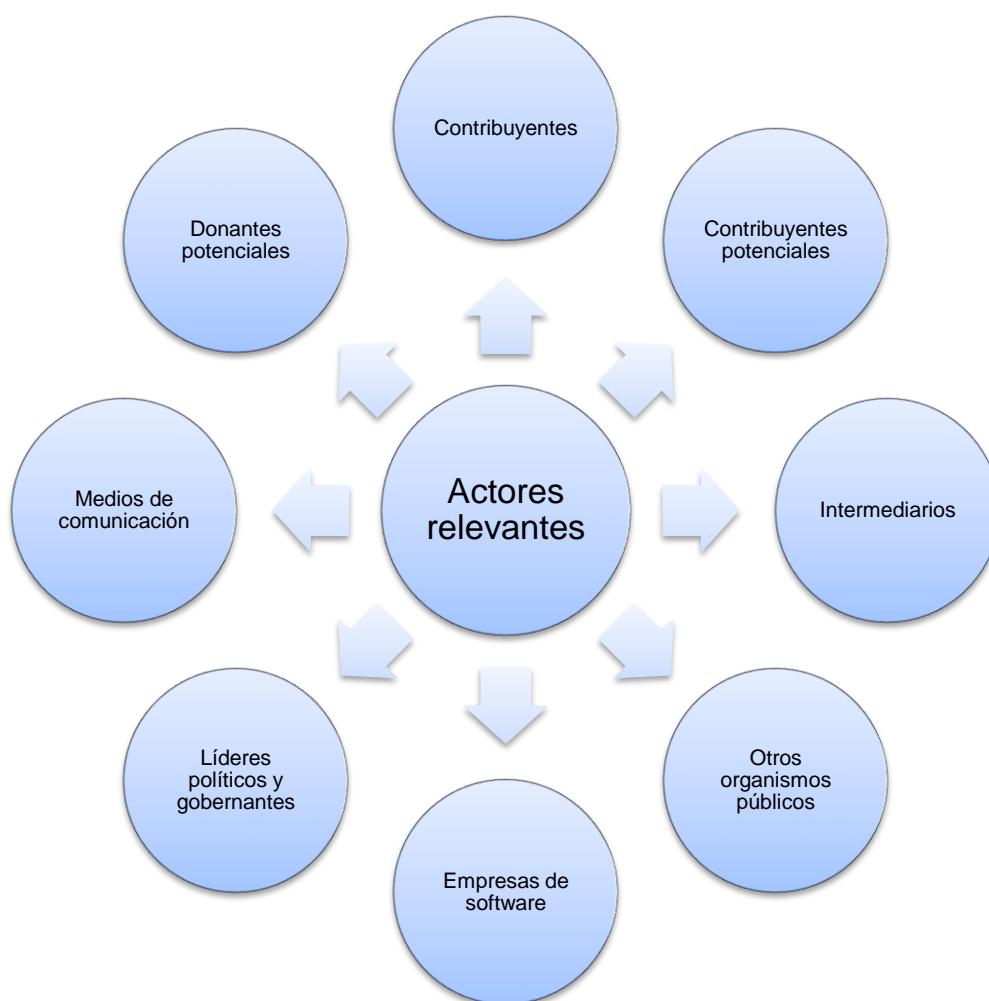 Contribuyentes
Donantes
potenciales
Contribuyentes
potenciales
Medios de
comunicación
Actores
relevantes
Intermediarios
Líderes
políticos y
gobernantes
Otros
organismos
públicos
Empresas de
software